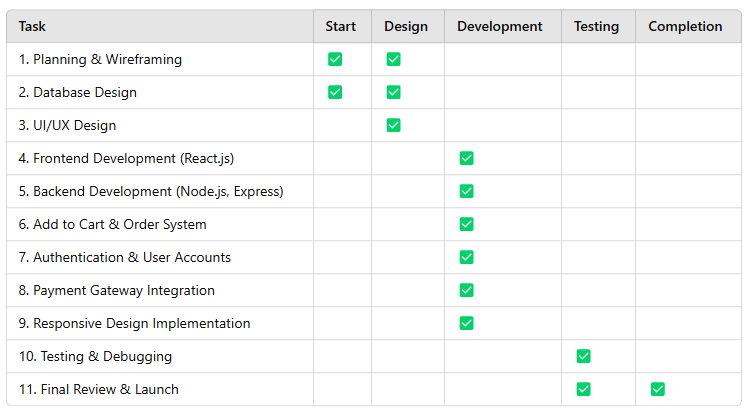 Task Start Design Development Testing Completion
1. Planning & Wireframing ✅ ✅
2. Database Design ✅ ✅
3. UI/UX Design ✅
4. Frontend Development (React.js) ✅
5. Backend Development (Node.js, Express) ✅
6. Add to Cart & Order System ✅
7. Authentication & User Accounts ✅
8. Payment Gateway Integration ✅
9. Responsive Design Implementation ✅
10. Testing & Debugging ✅
11. Final Review & Launch ✅ ✅